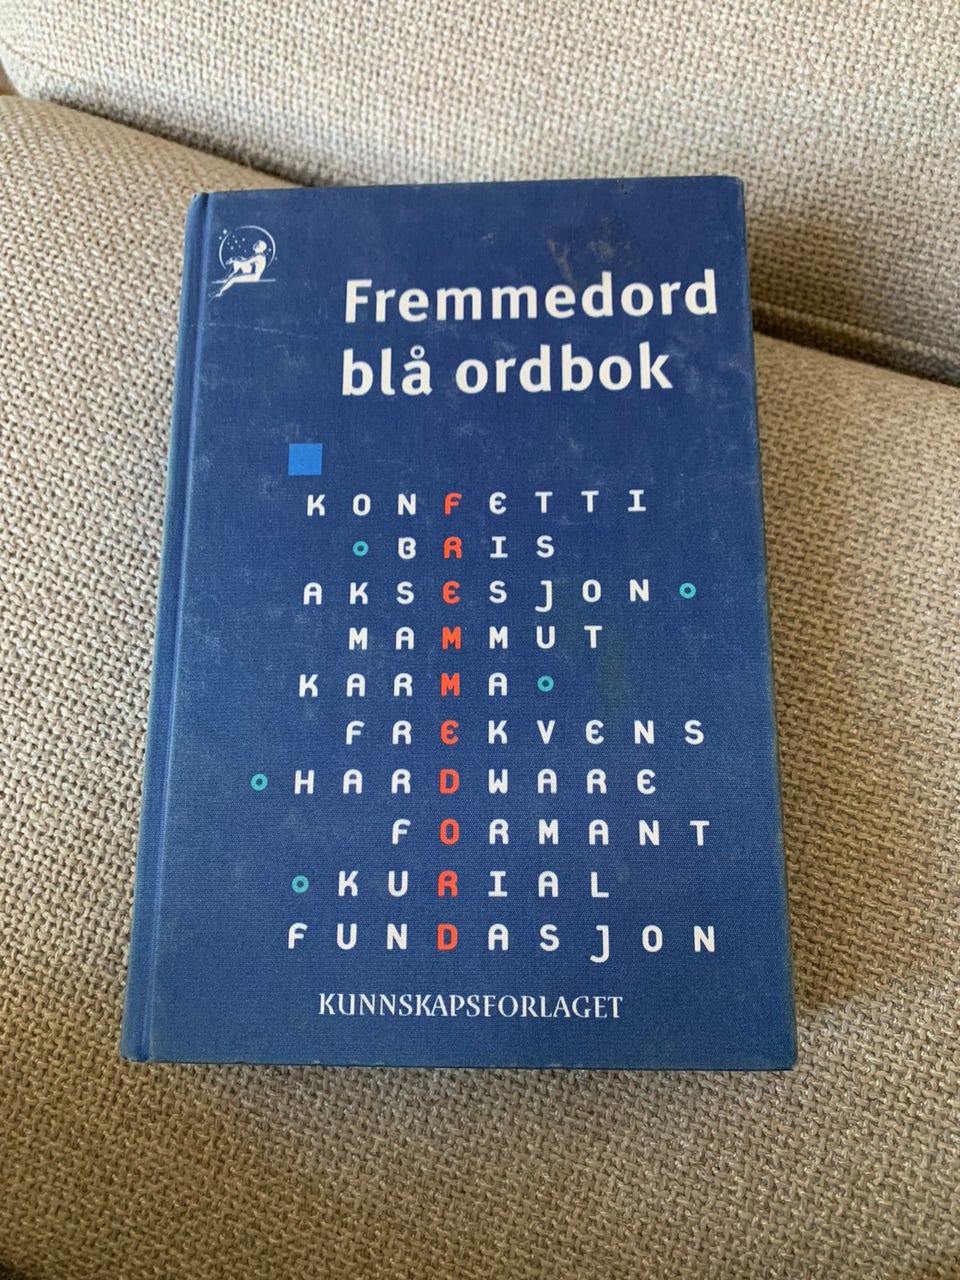 Fremmedord
blå ordbok
KONFETTI
BRIS
AKSESJON
MAMMUT
KARMA
FREKVENS
HARDWARE
FORMANT
KURIAL
FUNDASJON
KUNNSKAPSFORLAGET